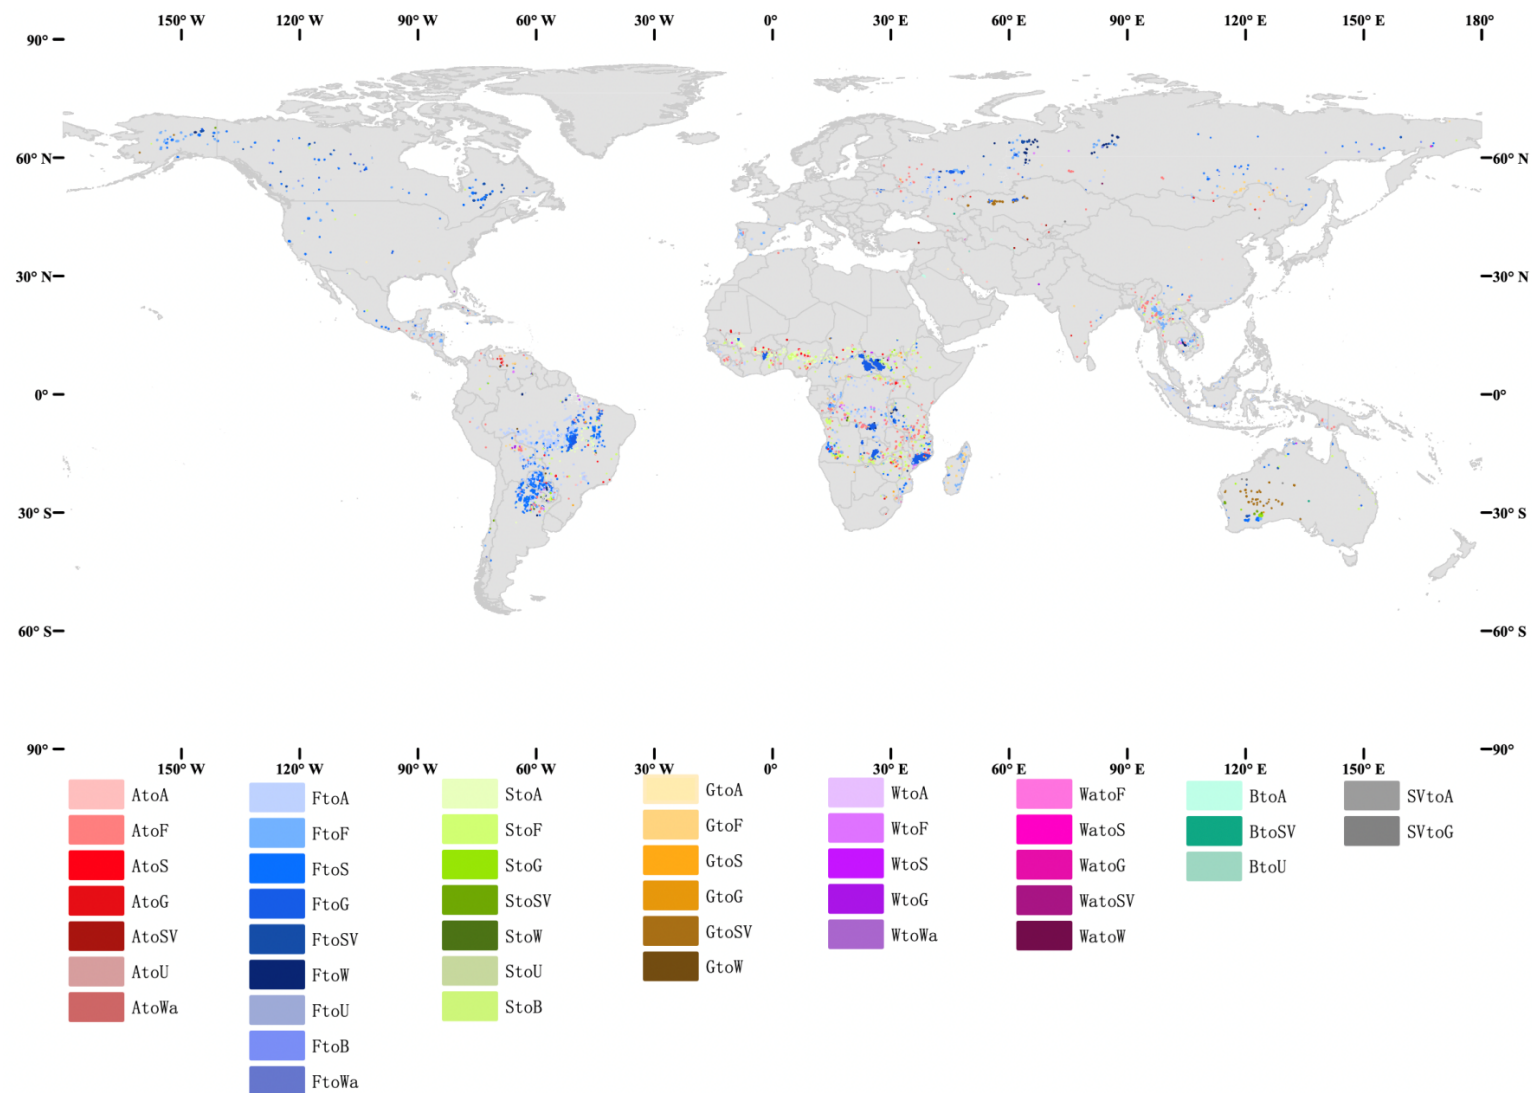 150° W 120° W 90° W 60° W 30° W 0° 30° E 60° E 90° E 120° E 150° E 180°
90°
60° N 60° N
30° N 30° N
0° 0°
30° S 30° S
60° S 60° S
90° 90°
150° W 120° W 90° W 60° W 30° W 0° 30° E 60° E 90° E 120° E 150° E
AtoA FtoA StoA GtoA WtoA WatoF BtoA SVtoA
AtoF FtoF StoF GtoF WtoF WatoS BtoSV SVtoG
AtoS FtoS StoG GtoS WtoS WatoG BtoU
AtoG FtoG StoSV GtoG WtoG WatoSV
AtoSV FtoSV StoW GtoSV WtoWa WatoW
AtoU FtoW StoU GtoW
AtoWa FtoU StoB
FtoB
FtoWa